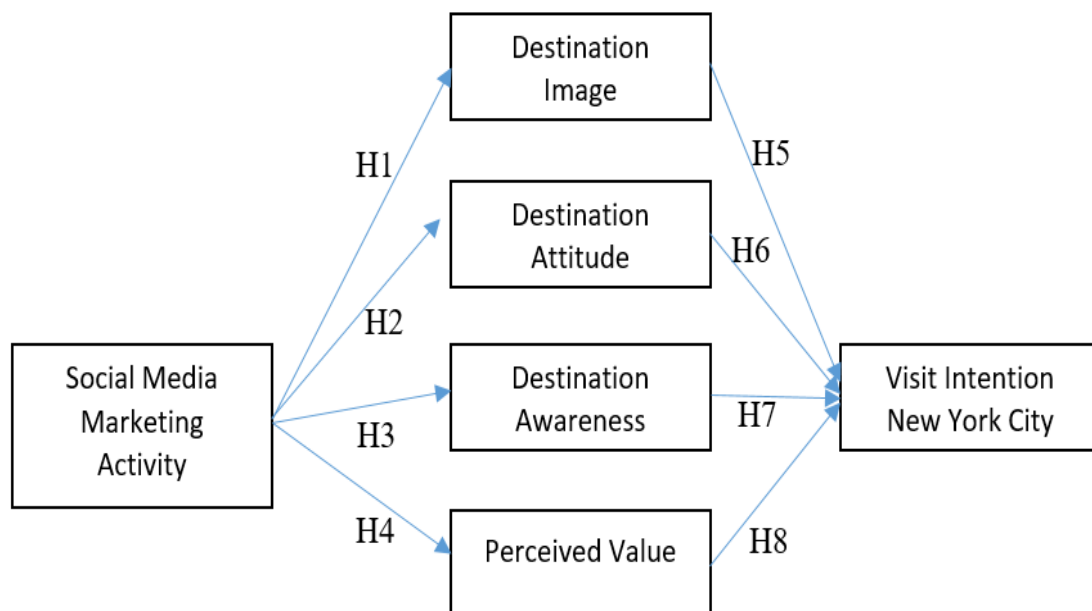 Destination
Image
H1
H5
Destination
Attitude
H2
H6
Social Media
Marketing
Activity
Destination
Awareness
H3
H7
Visit Intention
New York City
H4
Perceived Value
H8